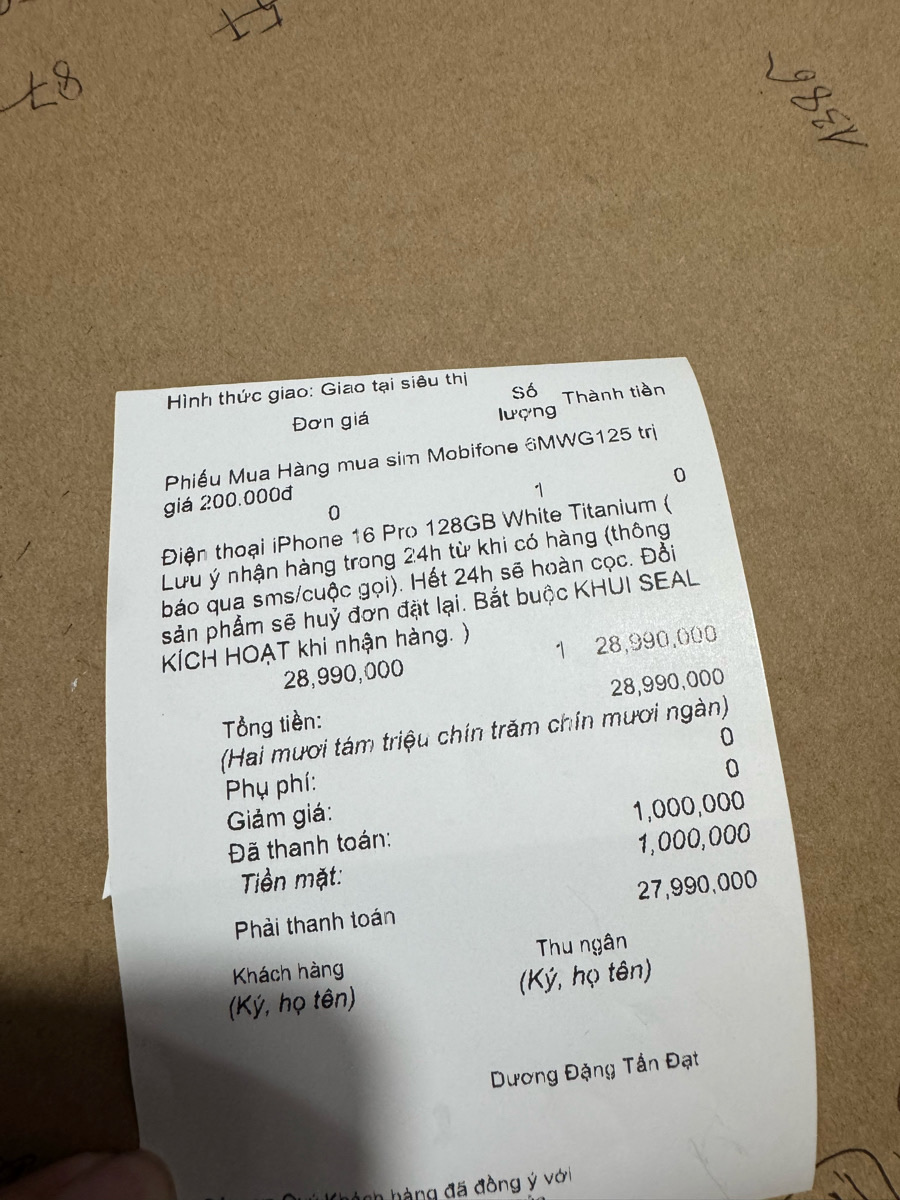 87
1389
Hình thức giao: Giao tại siêu thị
Đơn giá Số lượng Thành tiền
Phiếu Mua Hàng mua sim Mobifone 6MWG125 trị
giá 200.000đ
0 1 0
Điện thoại iPhone 16 Pro 128GB White Titanium (
Lưu ý nhận hàng trong 24h từ khi có hàng (thông
báo qua sms/cuộc gọi). Hết 24h sẽ hoàn cọc. Đổi
sản phẩm sẽ huỷ đơn đặt lại. Bắt buộc KHUI SEAL
KÍCH HOẠT khi nhận hàng. )
28,990,000 1 28,990,000
Tổng tiền: 28,990,000
(Hai mươi tám triệu chín trăm chín mươi ngàn)
Phụ phí: 0
Giảm giá: 0
Đã thanh toán: 1,000,000
Tiền mặt: 1,000,000
Phải thanh toán 27,990,000
Khách hàng Thu ngân
(Ký, họ tên) (Ký, họ tên)
Dương Đặng Tấn Đạt
Quý Khách hàng đã đồng ý với